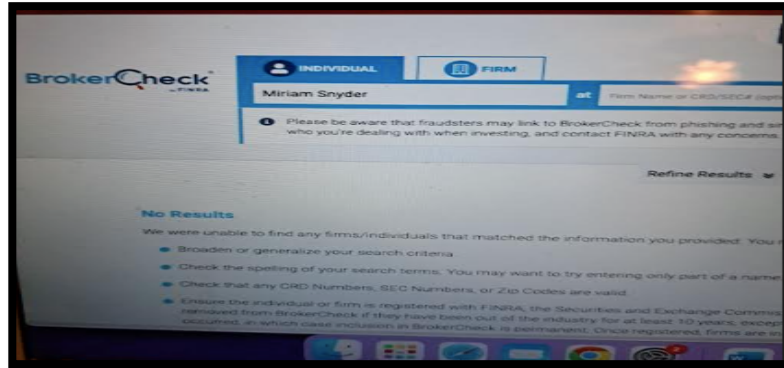 BrokerCheck
by FINRA
INDIVIDUAL
FIRM
Miriam Snyder
at
Firm Name or CRD/SEC#
Please be aware that fraudsters may link to BrokerCheck from phishing and
who you're dealing with when investing, and contact FINRA with any concerns.
Refine Results
No Results
We were unable to find any firms/individuals that matched the information you provided. You
Broaden or generalize your search criteria
Check the spelling of your search terms. You may want to try entering only part of a name
Check that any CRD Numbers, SEC Numbers, or Zip Codes are valid
Ensure the individual or firm is registered with FINRA, the Securities and Exchange
removed from BrokerCheck if they have been out of the industry for at least 10 years,
occurred, in which case inclusion in BrokerCheck is permanent. Once registered, firms are